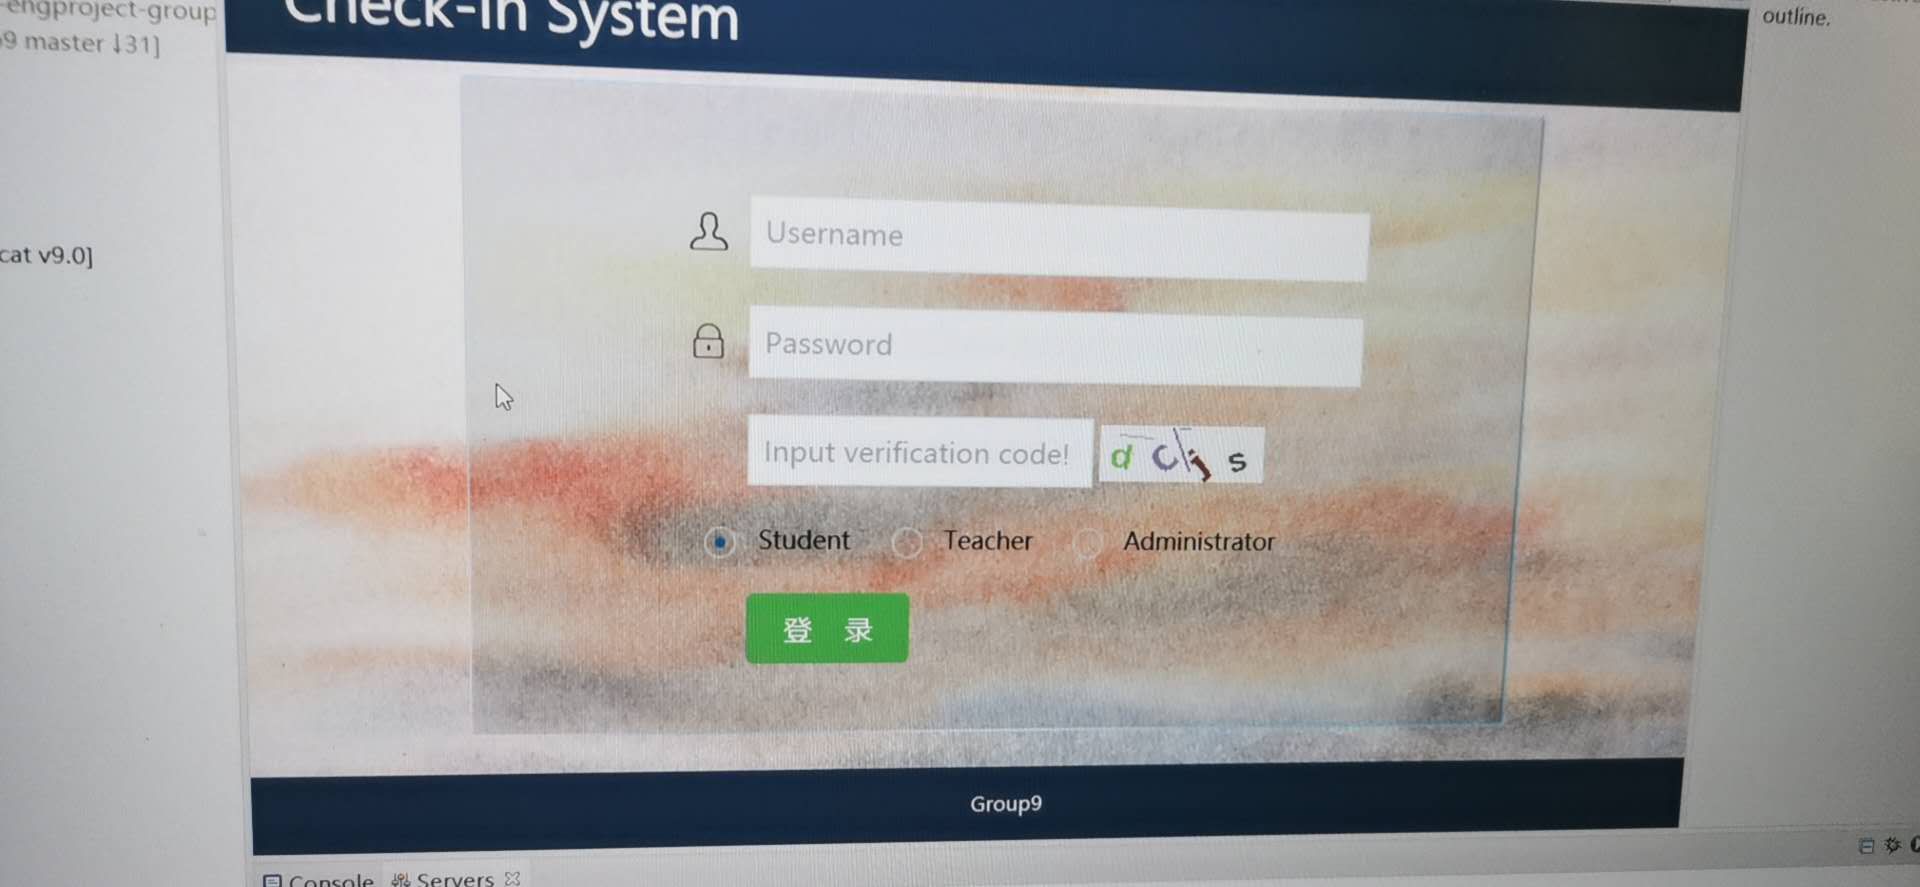 -engproject-group
9 master ↓31]
cat v9.0]
outline.
Check-in System
Username
Password
Input verification code!
d c j s
Student Teacher Administrator
登 录
Group9
Console Servers